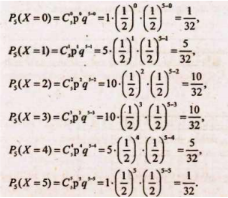 P₅(X = 0) = C₅⁰p⁰q⁵⁻⁰ = 1·(1/2)⁰·(1/2)⁵⁻⁰ = 1/32,
P₅(X = 1) = C₅¹p¹q⁵⁻¹ = 5·(1/2)¹·(1/2)⁵⁻¹ = 5/32,
P₅(X = 2) = C₅²p²q⁵⁻² = 10·(1/2)²·(1/2)⁵⁻² = 10/32,
P₅(X = 3) = C₅³p³q⁵⁻³ = 10·(1/2)³·(1/2)⁵⁻³ = 10/32,
P₅(X = 4) = C₅⁴p⁴q⁵⁻⁴ = 5·(1/2)⁴·(1/2)⁵⁻⁴ = 5/32,
P₅(X = 5) = C₅⁵p⁵q⁵⁻⁵ = 1·(1/2)⁵·(1/2)⁵⁻⁵ = 1/32.